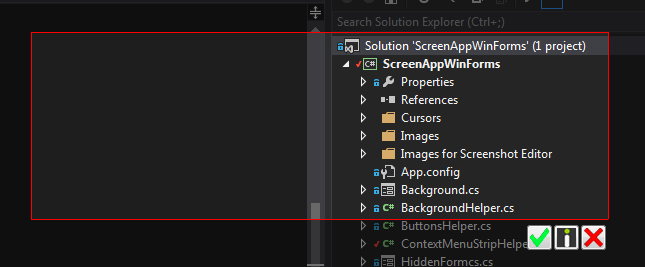 Search Solution Explorer (Ctrl+;)
Solution 'ScreenAppWinForms' (1 project)
C# ScreenAppWinForms
Properties
References
Cursors
Images
Images for Screenshot Editor
App.config
Background.cs
C# BackgroundHelper.cs
C# ButtonsHelper.cs
C# ContextMenuStripHelpe
HiddenFormcs.cs